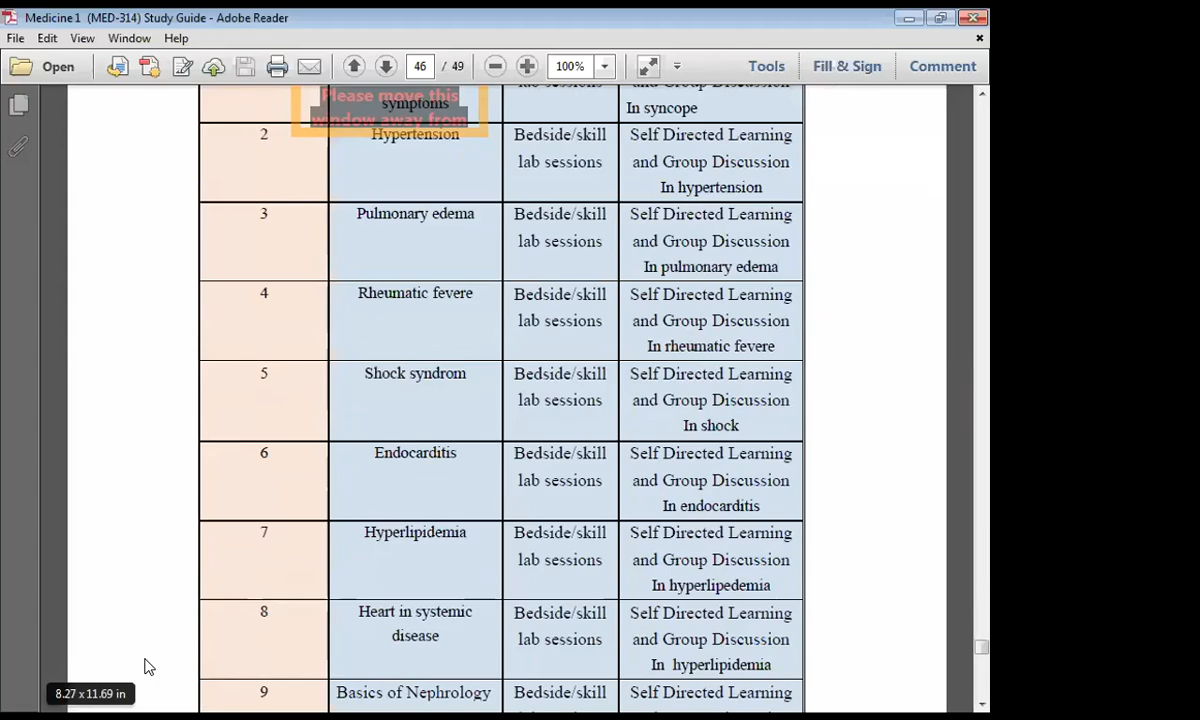 Medicine 1 (MED-314) Study Guide - Adobe Reader
File Edit View Window Help
Open 46 / 49 100% Tools Fill & Sign Comment
Please move this
window away from
symptoms
and Group Discussion
In syncope
2 Hypertension Bedside/skill Self Directed Learning
lab sessions and Group Discussion
In hypertension
3 Pulmonary edema Bedside/skill Self Directed Learning
lab sessions and Group Discussion
In pulmonary edema
4 Rheumatic fevere Bedside/skill Self Directed Learning
lab sessions and Group Discussion
In rheumatic fevere
5 Shock syndrom Bedside/skill Self Directed Learning
lab sessions and Group Discussion
In shock
6 Endocarditis Bedside/skill Self Directed Learning
lab sessions and Group Discussion
In endocarditis
7 Hyperlipidemia Bedside/skill Self Directed Learning
lab sessions and Group Discussion
In hyperlipedemia
8 Heart in systemic Bedside/skill Self Directed Learning
disease lab sessions and Group Discussion
In hyperlipidemia
9 Basics of Nephrology Bedside/skill Self Directed Learning
8.27 x 11.69 in